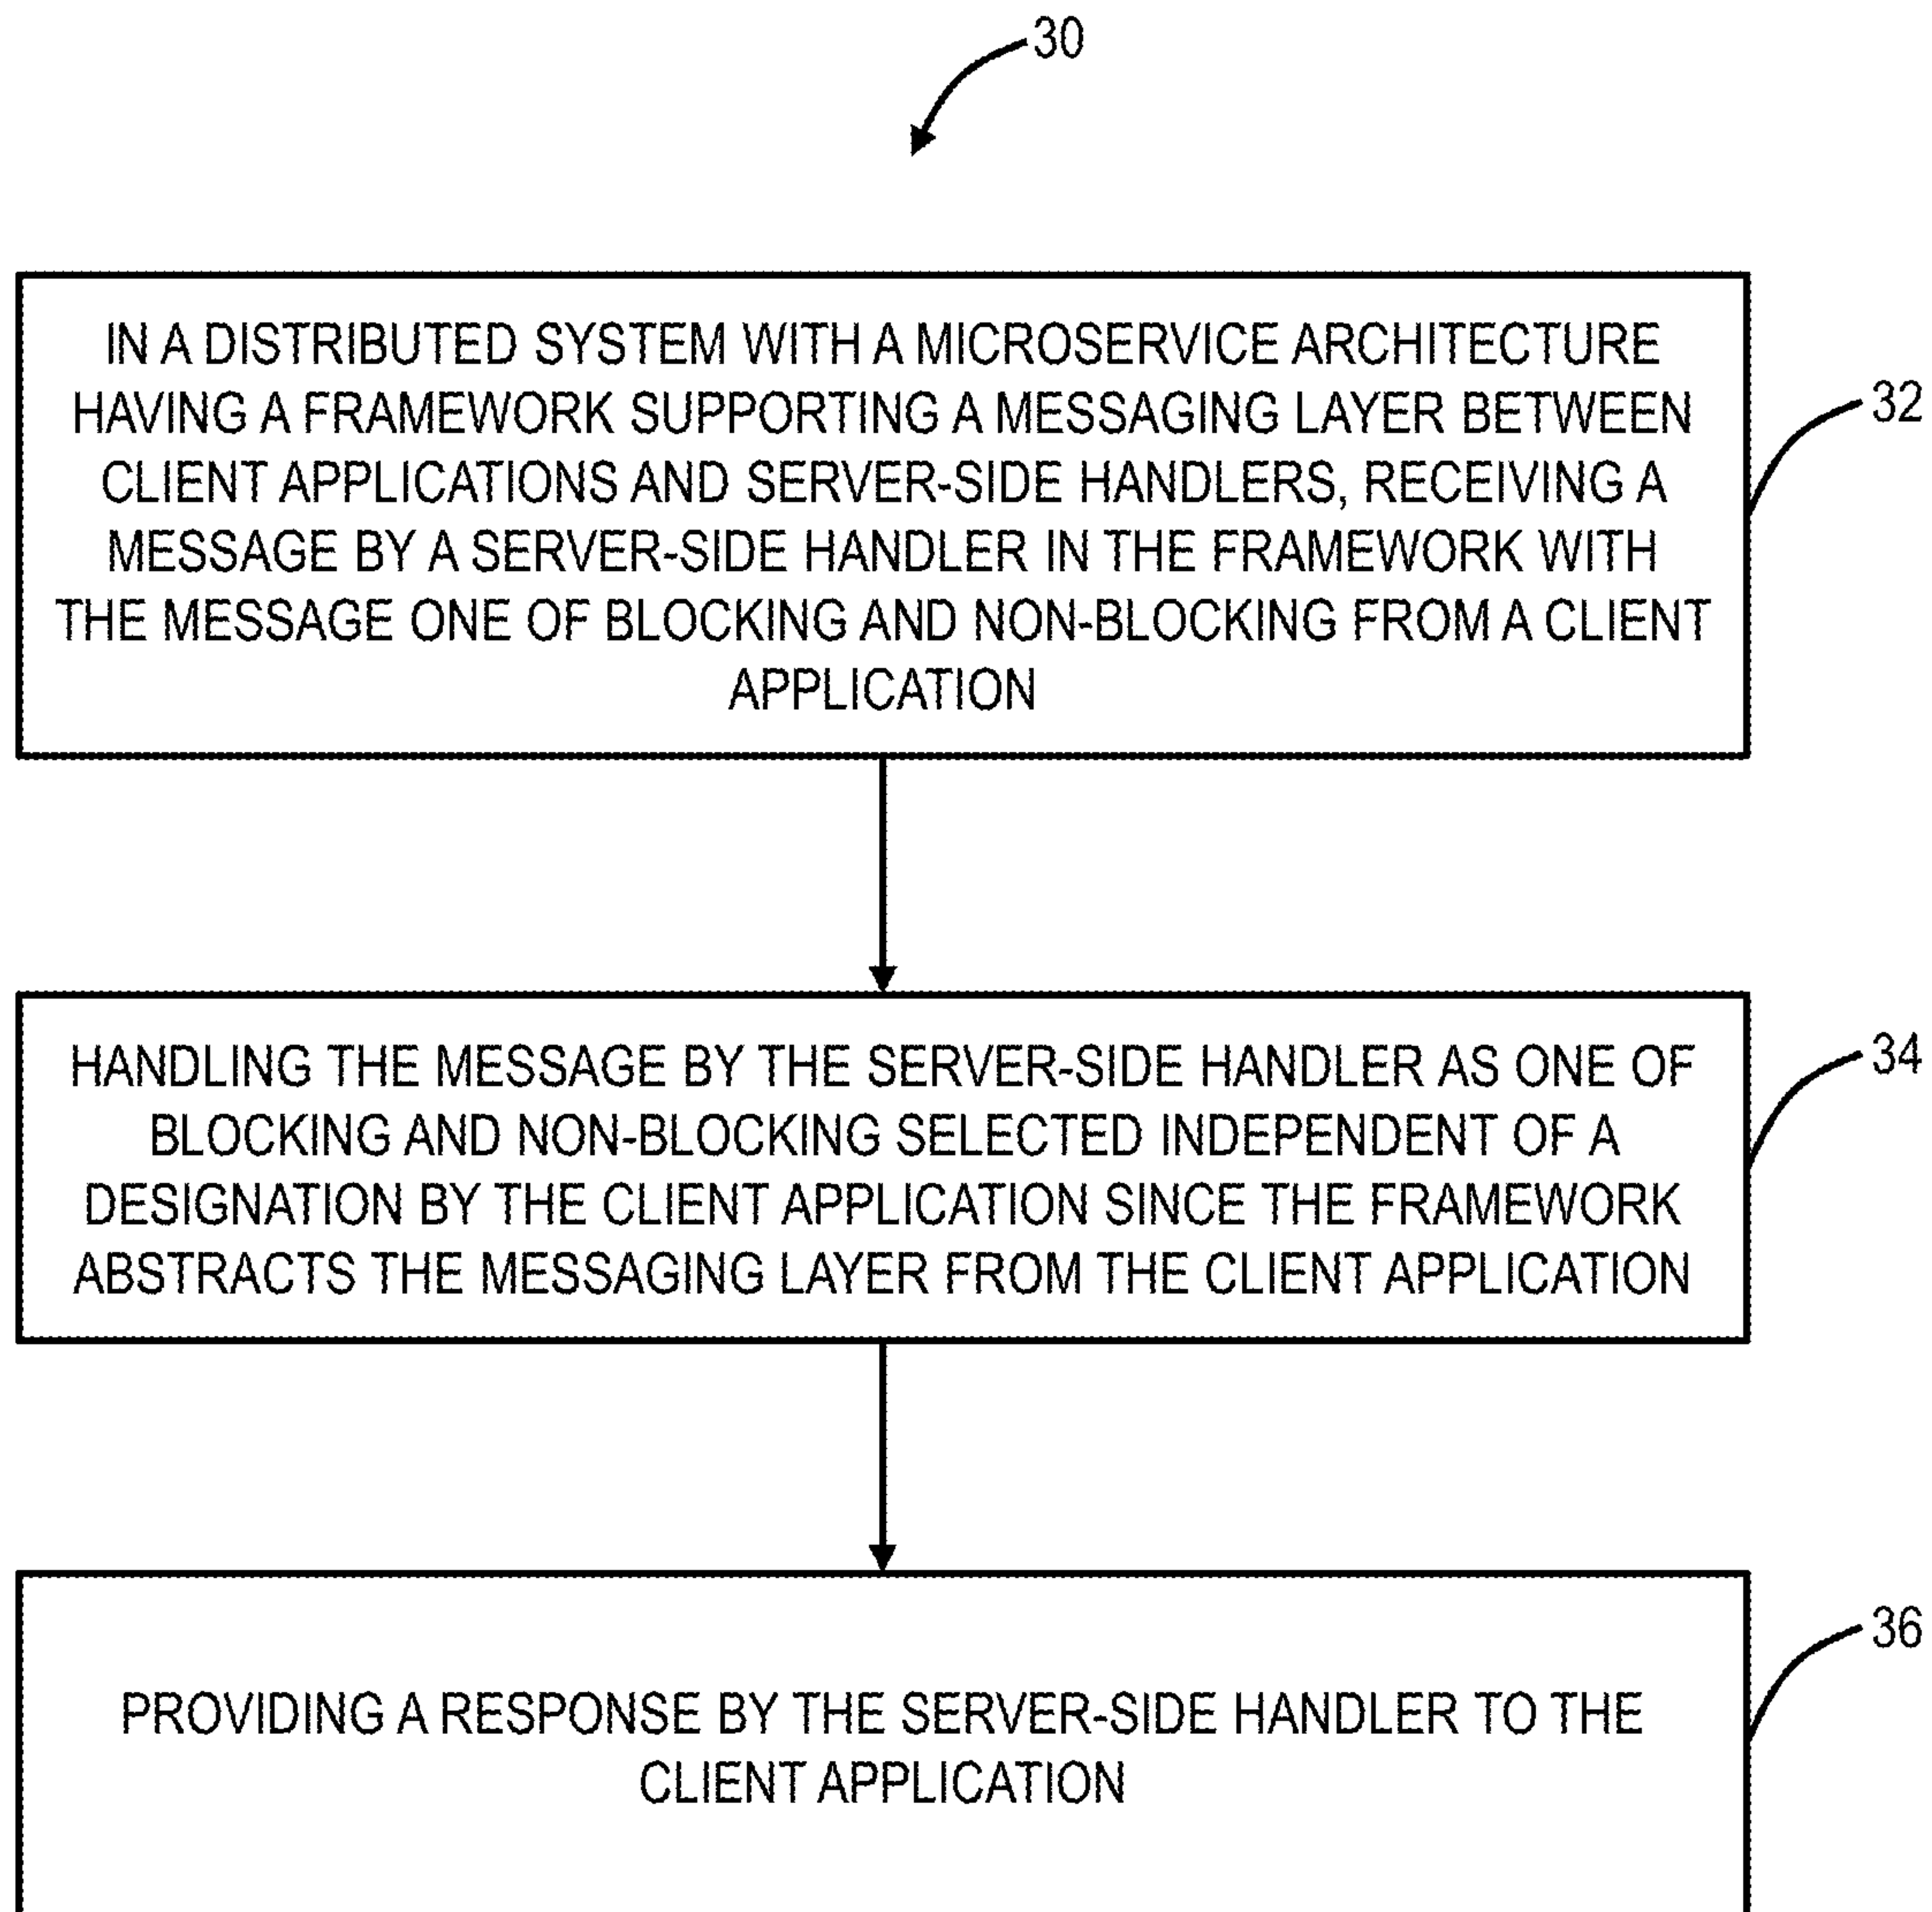 30
IN A DISTRIBUTED SYSTEM WITH A MICROSERVICE ARCHITECTURE
HAVING A FRAMEWORK SUPPORTING A MESSAGING LAYER BETWEEN
CLIENT APPLICATIONS AND SERVER-SIDE HANDLERS, RECEIVING A
MESSAGE BY A SERVER-SIDE HANDLER IN THE FRAMEWORK WITH
THE MESSAGE ONE OF BLOCKING AND NON-BLOCKING FROM A CLIENT
APPLICATION
32
HANDLING THE MESSAGE BY THE SERVER-SIDE HANDLER AS ONE OF
BLOCKING AND NON-BLOCKING SELECTED INDEPENDENT OF A
DESIGNATION BY THE CLIENT APPLICATION SINCE THE FRAMEWORK
ABSTRACTS THE MESSAGING LAYER FROM THE CLIENT APPLICATION
34
PROVIDING A RESPONSE BY THE SERVER-SIDE HANDLER TO THE
CLIENT APPLICATION
36